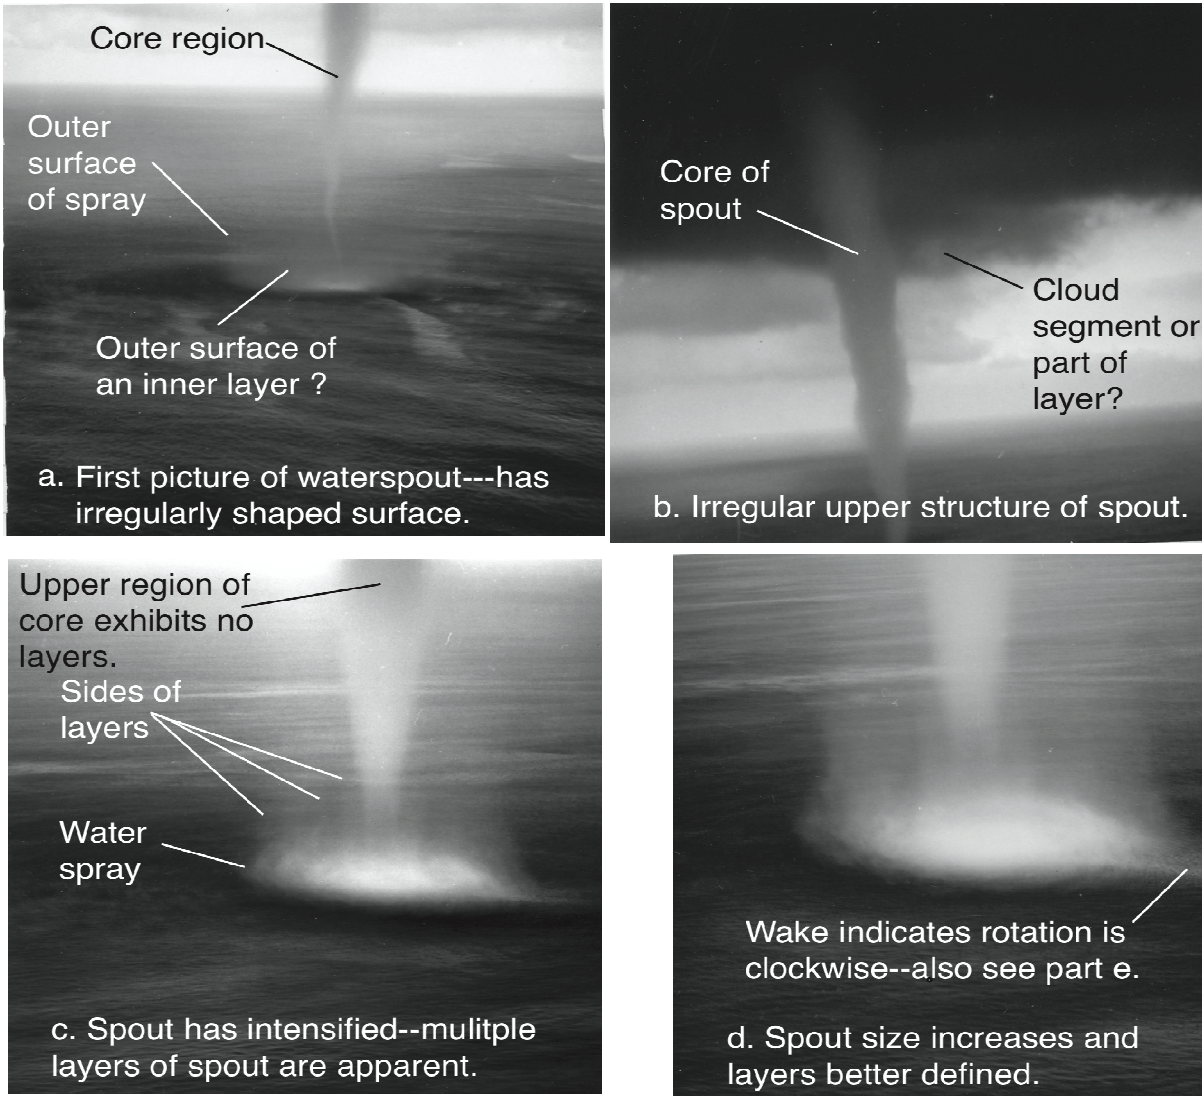 Core region
Outer
surface
of spray
Outer surface of
an inner layer ?
a. First picture of waterspout---has
irregularly shaped surface.
Core of
spout
Cloud
segment or
part of
layer?
b. Irregular upper structure of spout.
Upper region of
core exhibits no
layers.
Sides of
layers
Water
spray
c. Spout has intensified--mulitple
layers of spout are apparent.
Wake indicates rotation is
clockwise--also see part e.
d. Spout size increases and
layers better defined.